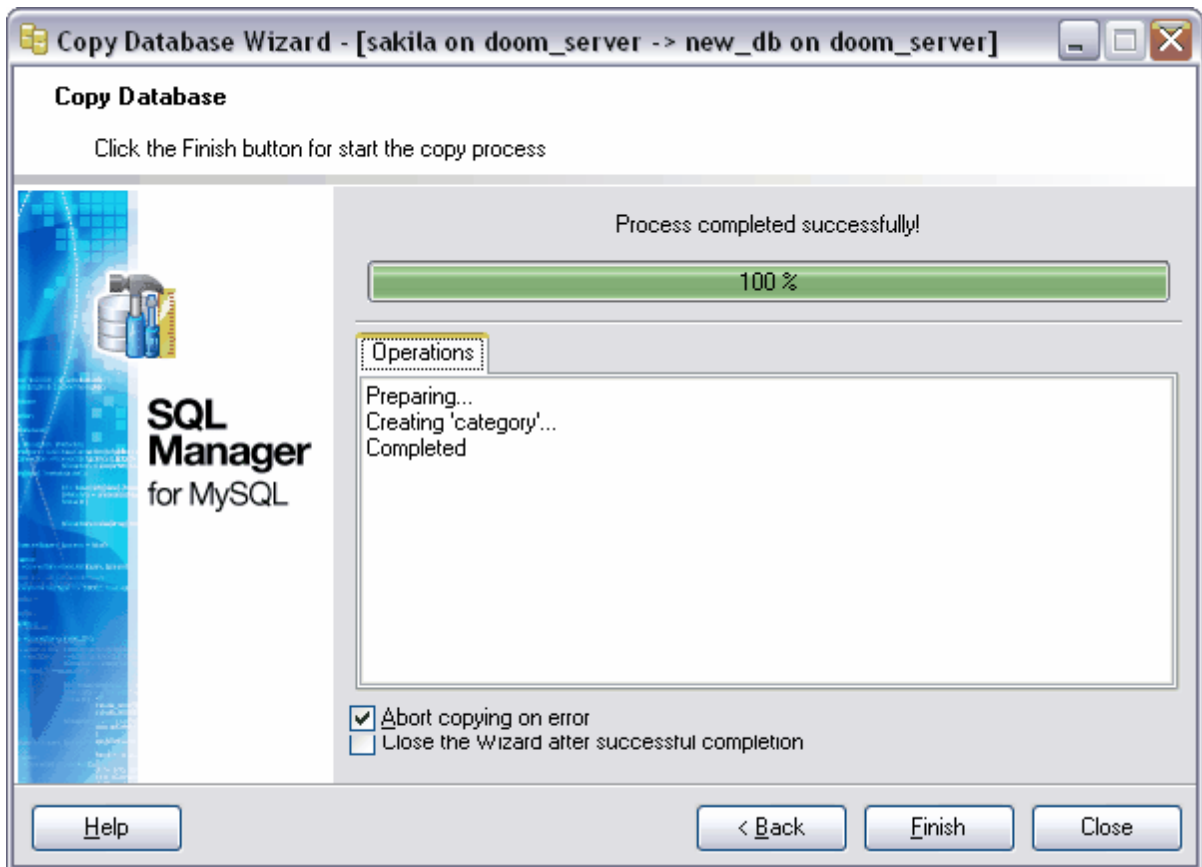 Copy Database Wizard - [sakila on doom_server -> new_db on doom_server]
Copy Database
Click the Finish button for start the copy process
Process completed successfully!
100 %
Operations
Preparing...
Creating 'category'...
Completed
SQL
Manager
for MySQL
Abort copying on error
Close the Wizard after successful completion
Help
< Back
Finish
Close